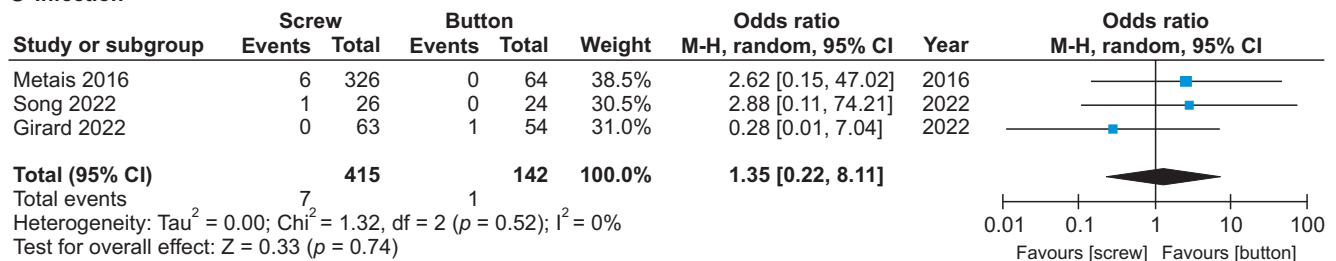 Screw Button Odds ratio Odds ratio
Study or subgroup Events Total Events Total Weight M-H, random, 95% CI Year M-H, random, 95% CI
Metais 2016 6 326 0 64 38.5% 2.62 [0.15, 47.02] 2016
Song 2022 1 26 0 24 30.5% 2.88 [0.11, 74.21] 2022
Girard 2022 0 63 1 54 31.0% 0.28 [0.01, 7.04] 2022
Total (95% CI) 415 142 100.0% 1.35 [0.22, 8.11]
Total events 7 1
Heterogeneity: Tau² = 0.00; Chi² = 1.32, df = 2 (p = 0.52); I² = 0%
Test for overall effect: Z = 0.33 (p = 0.74)
0.01 0.1 1 10 100
Favours [screw] Favours [button]